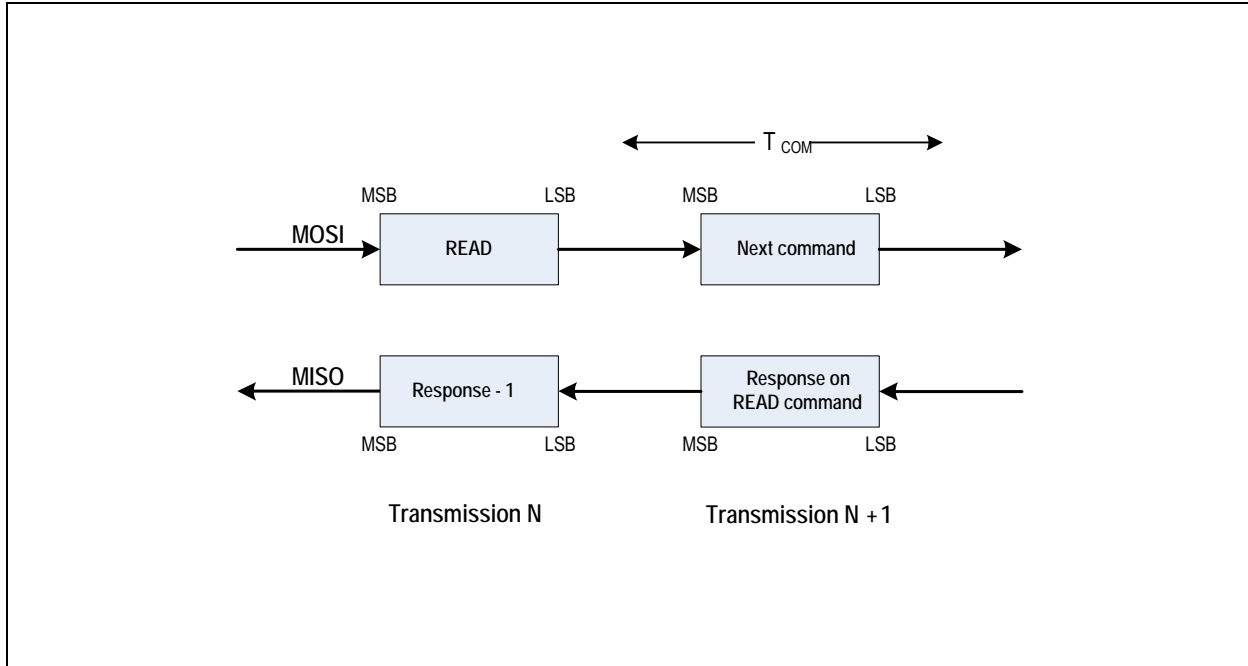 T COM
MSB LSB MSB LSB
MOSI READ Next command
MISO Response - 1 Response on
READ command
MSB LSB MSB LSB
Transmission N Transmission N + 1